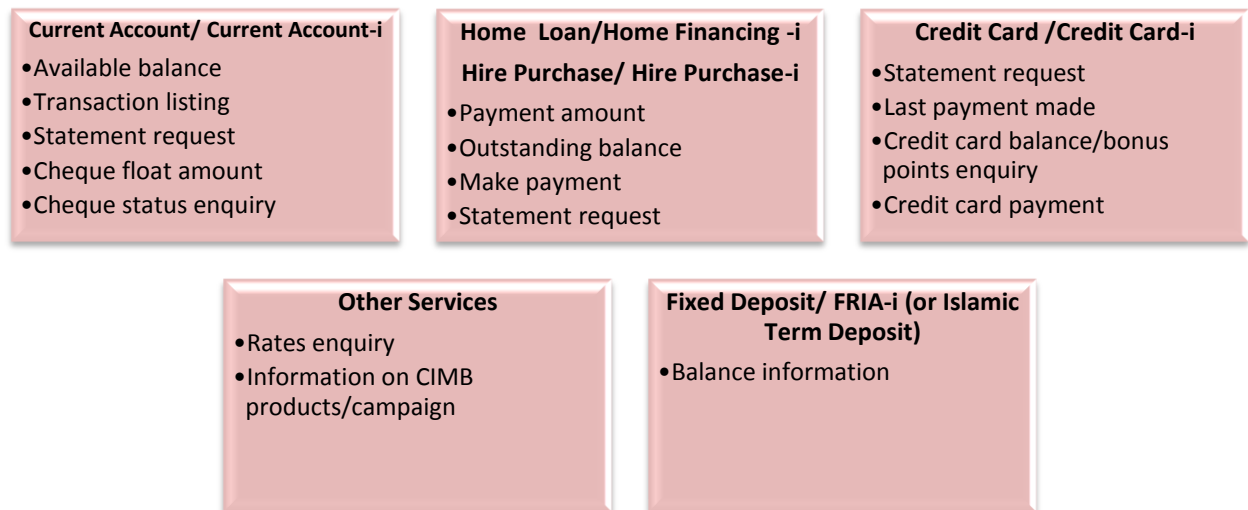 Current Account/ Current Account-i
•Available balance
•Transaction listing
•Statement request
•Cheque float amount
•Cheque status enquiry
Home Loan/Home Financing -i
Hire Purchase/ Hire Purchase-i
•Payment amount
•Outstanding balance
•Make payment
•Statement request
Credit Card /Credit Card-i
•Statement request
•Last payment made
•Credit card balance/bonus
points enquiry
•Credit card payment
Other Services
•Rates enquiry
•Information on CIMB
products/campaign
Fixed Deposit/ FRIA-i (or Islamic
Term Deposit)
•Balance information